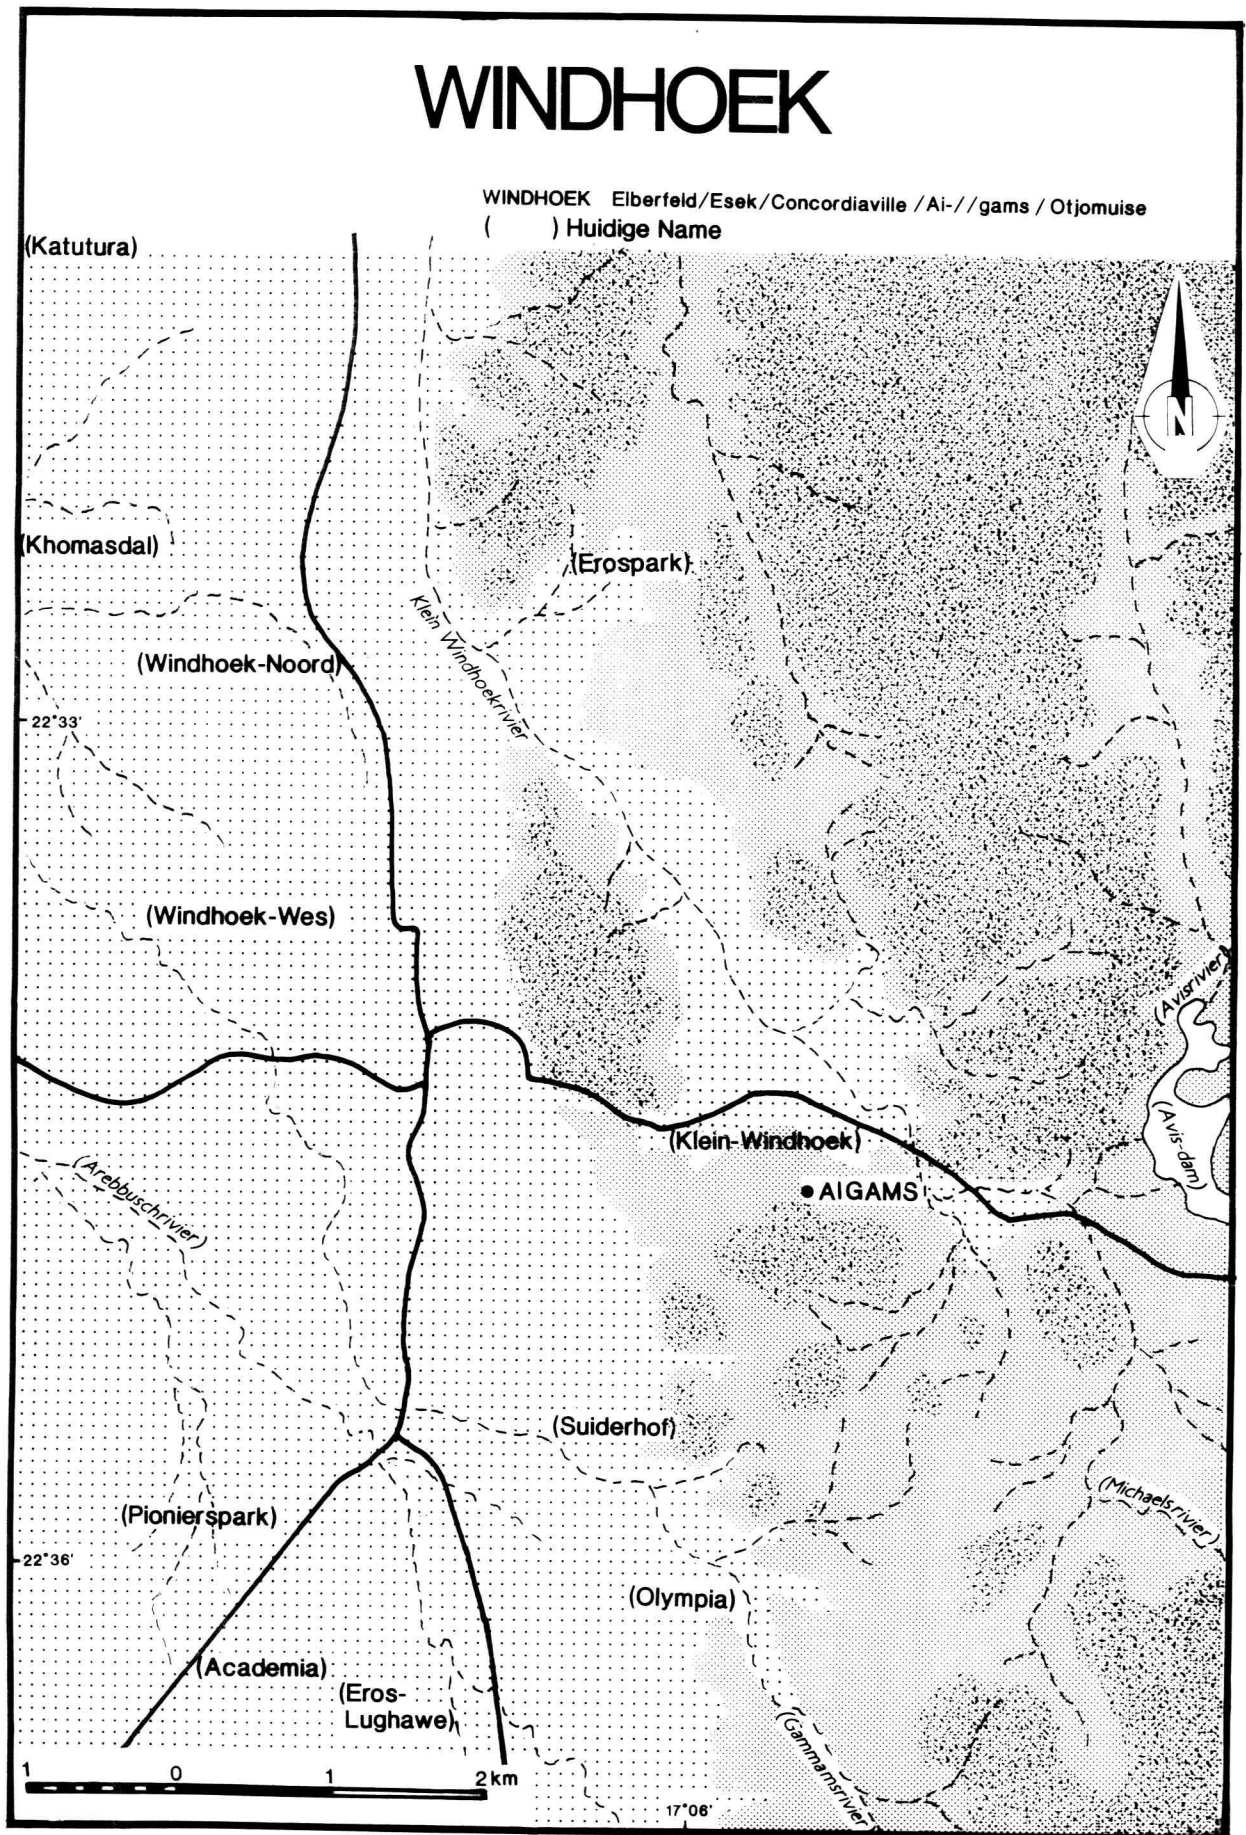 WINDHOEK
WINDHOEK Elberfeld/Esek/Concordiaville /Ai-//gams / Otjomuise
( ) Huidige Name
(Katutura)
N
(Khomasdal)
(Erospark)
Klein Windhoekrivier
(Windhoek-Noord)
22°33'
(Windhoek-Wes)
(Avisrivier)
(Avis-dam)
(Klein-Windhoek)
AIGAMS
(Arebbuschrivier)
(Suiderhof)
(Michaelsrivier)
(Pionierspark)
22°36'
(Olympia)
(Academia)
(Eros-
Lughawe)
(Gammamsrivier)
1 0 1 2 km
17°06'